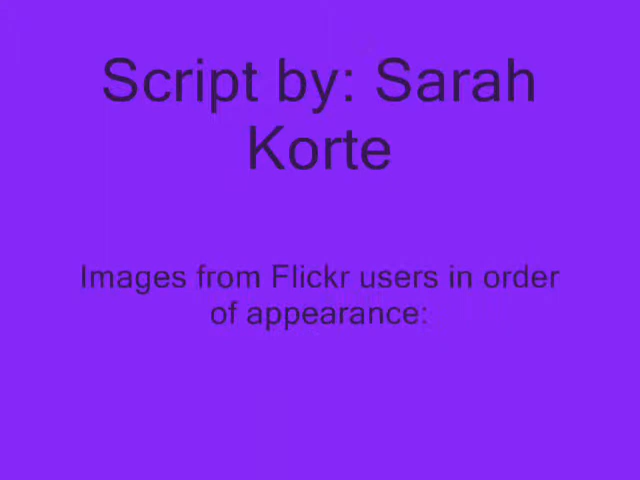 Script by: Sarah
Korte
Images from Flickr users in order
of appearance: